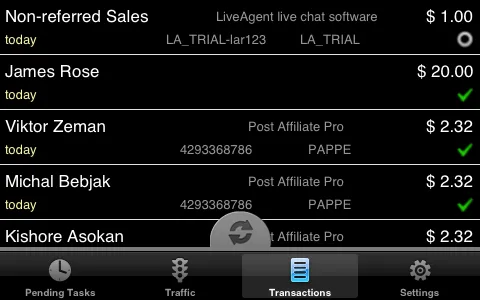 Non-referred Sales LiveAgent live chat software $ 1.00
today LA_TRIAL-lar123 LA_TRIAL
James Rose $ 20.00
today
Viktor Zeman Post Affiliate Pro $ 2.32
today 4293368786 PAPPE
Michal Bebjak Post Affiliate Pro $ 2.32
today 4293368786 PAPPE
Kishore Asokan t Affiliate Pro $ 2.32
Pending Tasks Traffic Transactions Settings